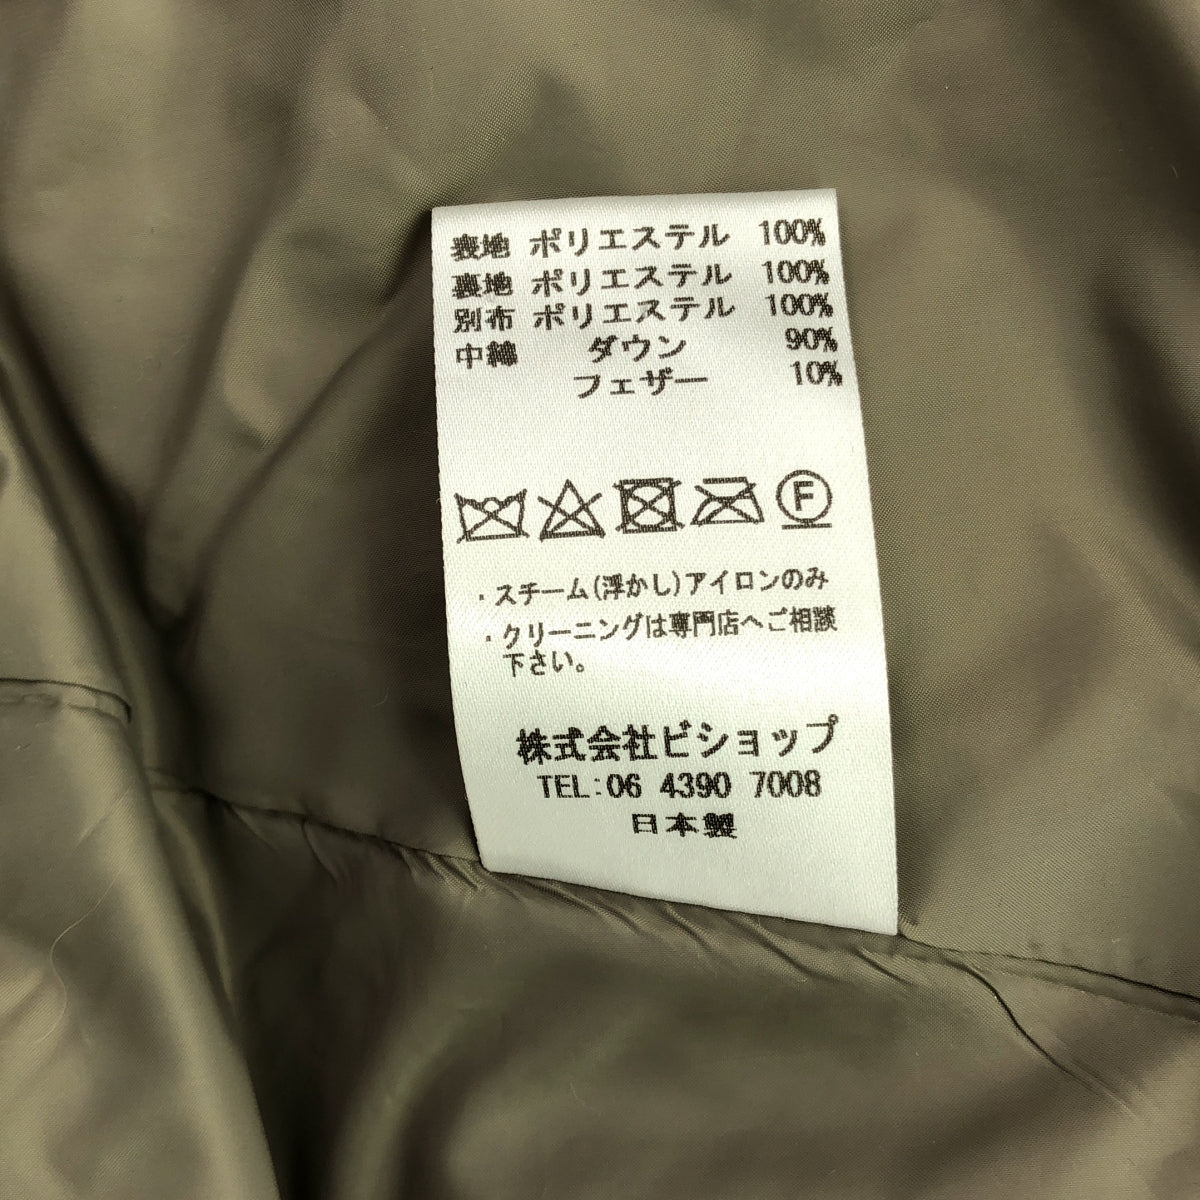 表地 ポリエステル 100%
裏地 ポリエステル 100%
別布 ポリエステル 100%
中綿 ダウン 90%
フェザー 10%
F
・スチーム(浮かし)アイロンのみ
・クリーニングは専門店へご相談
下さい。
株式会社ビショップ
TEL:06 4390 7008
日本製